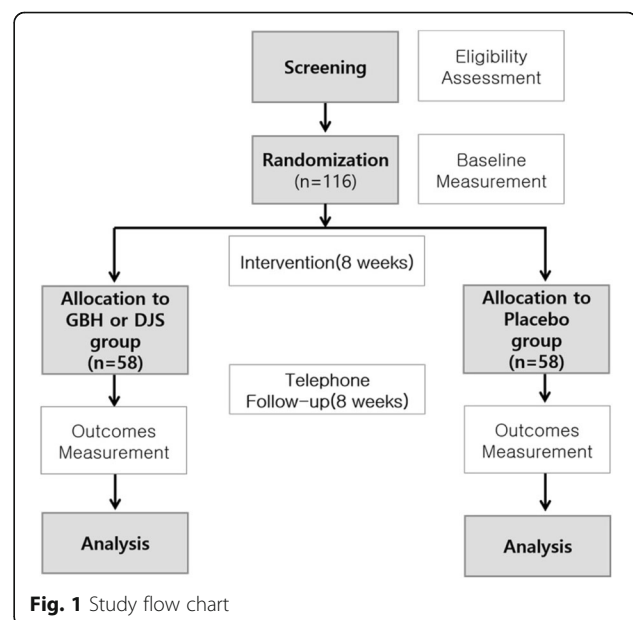 Screening
Eligibility
Assessment
Randomization
(n=116)
Baseline
Measurement
Intervention(8 weeks)
Allocation to
GBH or DJS
group
(n=58)
Allocation to
Placebo
group
(n=58)
Telephone
Follow-up(8 weeks)
Outcomes
Measurement
Outcomes
Measurement
Analysis
Analysis
Fig. 1 Study flow chart